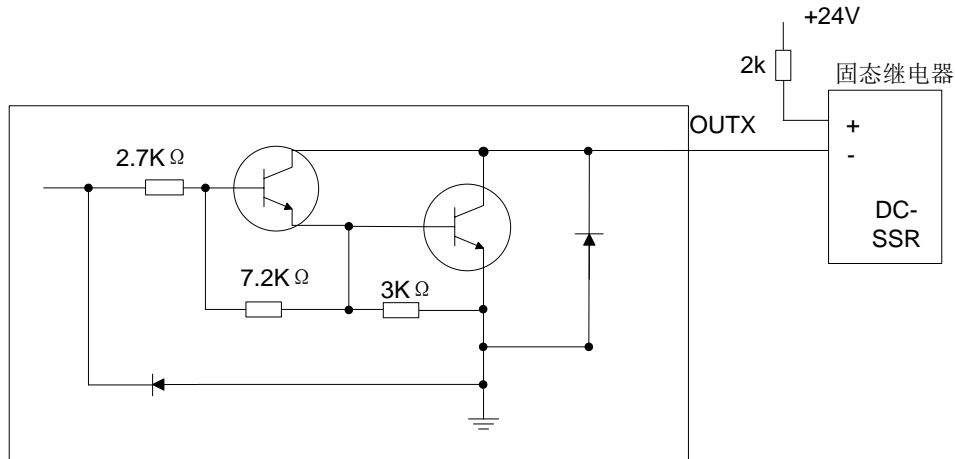 +24V
2k
固态继电器
OUTX
+
-
2.7KΩ
DC-
SSR
7.2KΩ
3KΩ